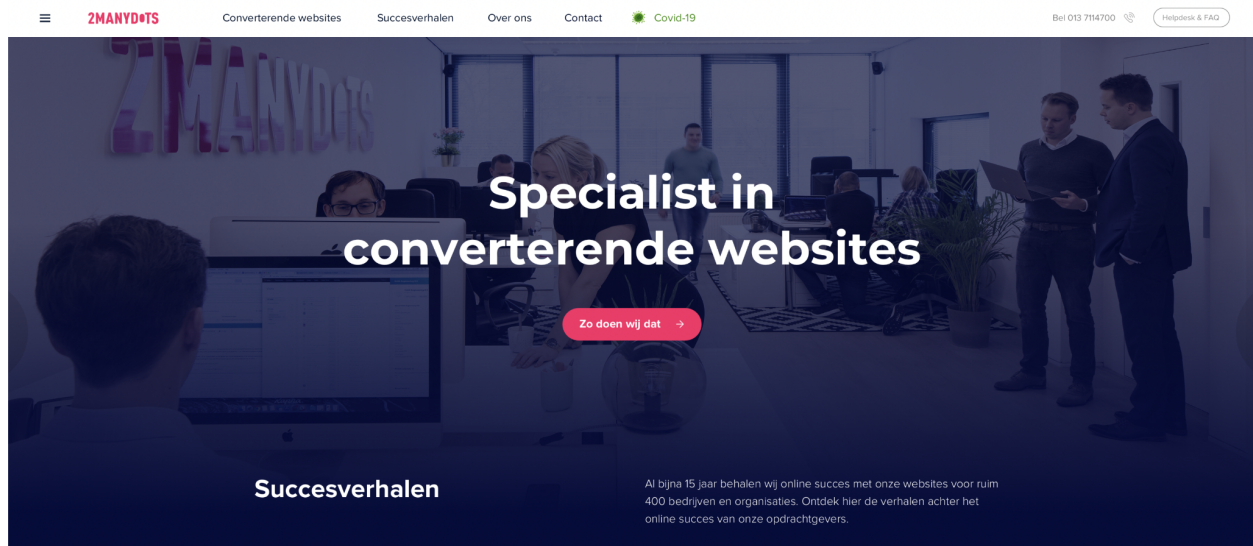 2MANYDOTS
Converterende websites
Succesverhalen
Over ons
Contact
Covid-19
Bel 013 7114700
Helpdesk & FAQ
2MANYDOTS
Specialist in
converterende websites
Zo doen wij dat
Succesverhalen
Al bijna 15 jaar behalen wij online succes met onze websites voor ruim
400 bedrijven en organisaties. Ontdek hier de verhalen achter het
online succes van onze opdrachtgevers.